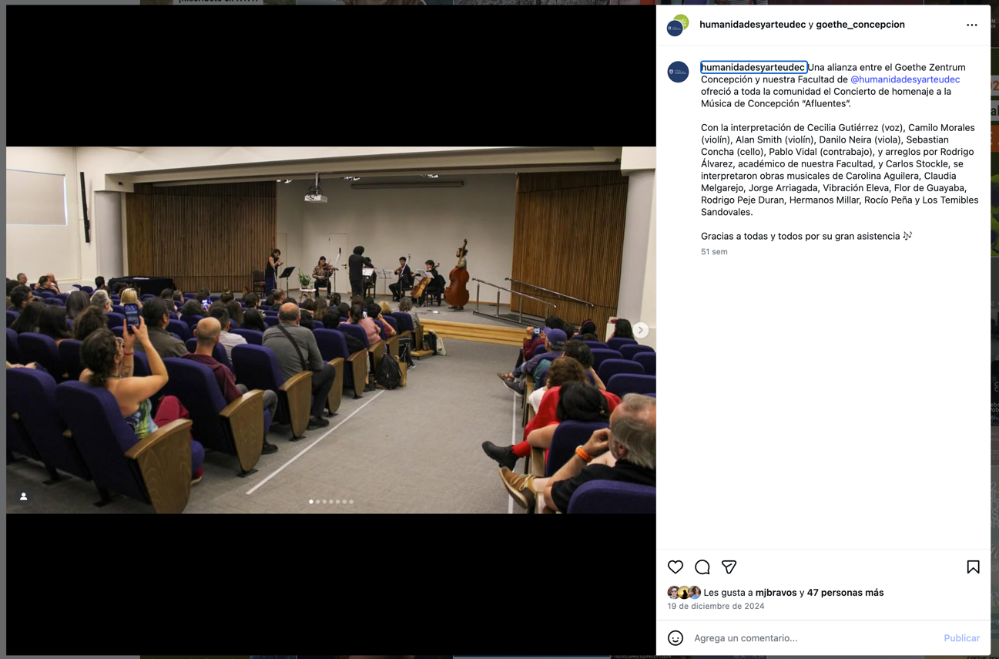 humanidadesyarteudec y goethe_concepcion
humanidadesyarteudec Una alianza entre el Goethe Zentrum
Concepción y nuestra Facultad de @humanidadesyarteudec
ofreció a toda la comunidad el Concierto de homenaje a la
Música de Concepción “Afluentes”.
Con la interpretación de Cecilia Gutiérrez (voz), Camilo Morales
(violín), Alan Smith (violín), Danilo Neira (viola), Sebastian
Concha (cello), Pablo Vidal (contrabajo), y arreglos por Rodrigo
Álvarez, académico de nuestra Facultad, y Carlos Stockle, se
interpretaron obras musicales de Carolina Aguilera, Claudia
Melgarejo, Jorge Arriagada, Vibración Eleva, Flor de Guayaba,
Rodrigo Peje Duran, Hermanos Millar, Rocío Peña y Los Temibles
Sandovales.
Gracias a todas y todos por su gran asistencia 🎶
51 sem
Les gusta a mjbravos y 47 personas más
19 de diciembre de 2024
Agrega un comentario...
Publicar